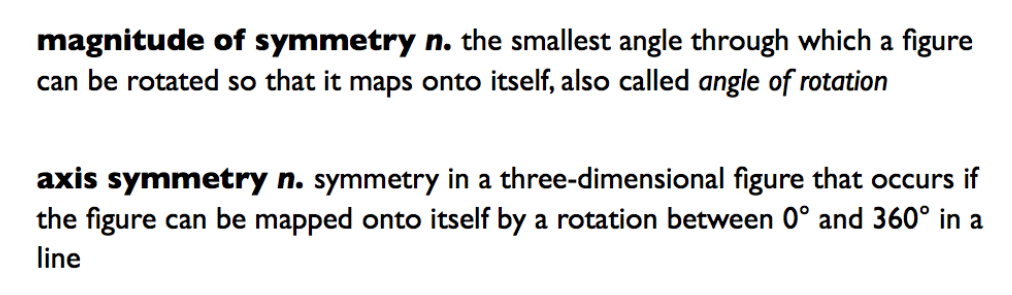 magnitude of symmetry n. the smallest angle through which a figure
can be rotated so that it maps onto itself, also called angle of rotation
axis symmetry n. symmetry in a three-dimensional figure that occurs if
the figure can be mapped onto itself by a rotation between 0° and 360° in a
line